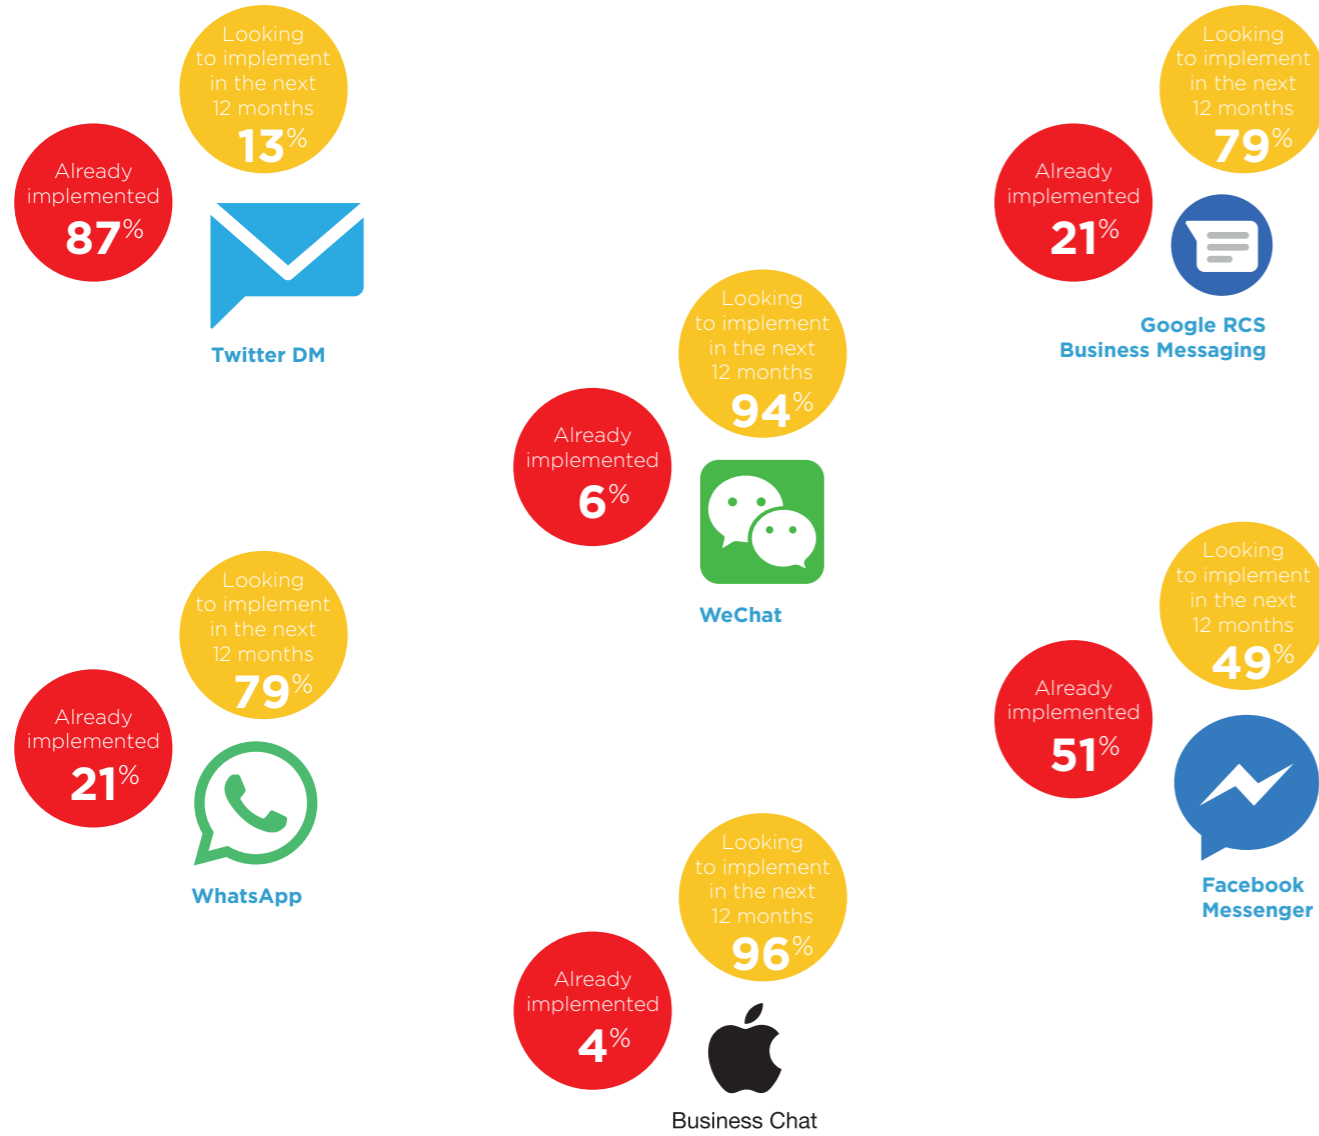 Looking
to implement
in the next
12 months
13%
Already
implemented
87%
Twitter DM
Looking
to implement
in the next
12 months
79%
Already
implemented
21%
Google RCS
Business Messaging
Looking
to implement
in the next
12 months
94%
Already
implemented
6%
WeChat
Looking
to implement
in the next
12 months
79%
Already
implemented
21%
WhatsApp
Looking
to implement
in the next
12 months
49%
Already
implemented
51%
Facebook
Messenger
Looking
to implement
in the next
12 months
96%
Already
implemented
4%
Business Chat